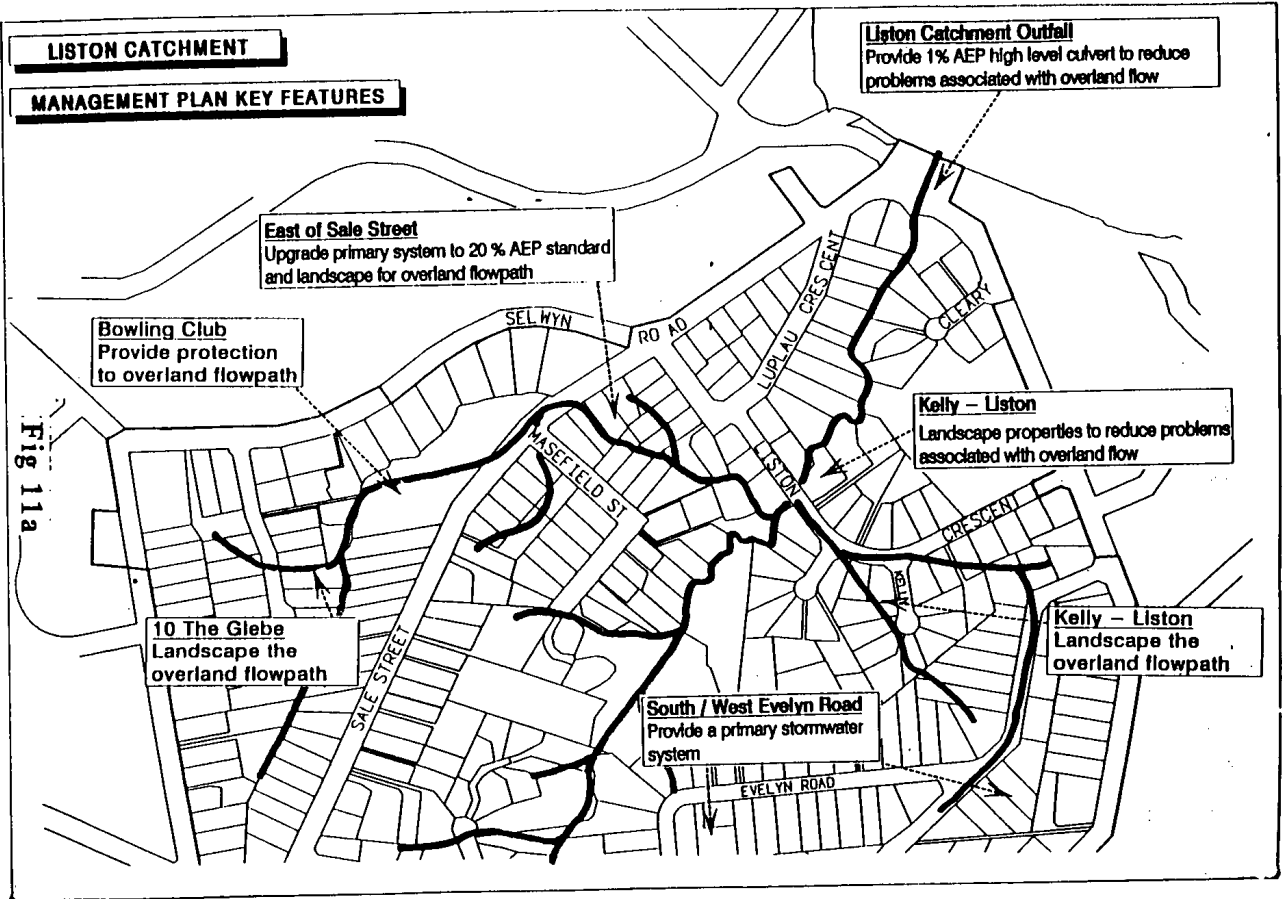 LISTON CATCHMENT
MANAGEMENT PLAN KEY FEATURES
Liston Catchment Outfall
Provide 1% AEP high level culvert to reduce
problems associated with overland flow
East of Sale Street
Upgrade primary system to 20 % AEP standard
and landscape for overland flowpath
Bowling Club
Provide protection
to overland flowpath
SELWYN
ROAD
LUPLAU CRESCENT
CLEARY
Kelly – Liston
Landscape properties to reduce problems
associated with overland flow
MASEFIELD ST
LISTON
CRESCENT
KELLY
Fig 11a
10 The Glebe
Landscape the
overland flowpath
SALE STREET
Kelly – Liston
Landscape the
overland flowpath
South / West Evelyn Road
Provide a primary stormwater
system
EVELYN ROAD